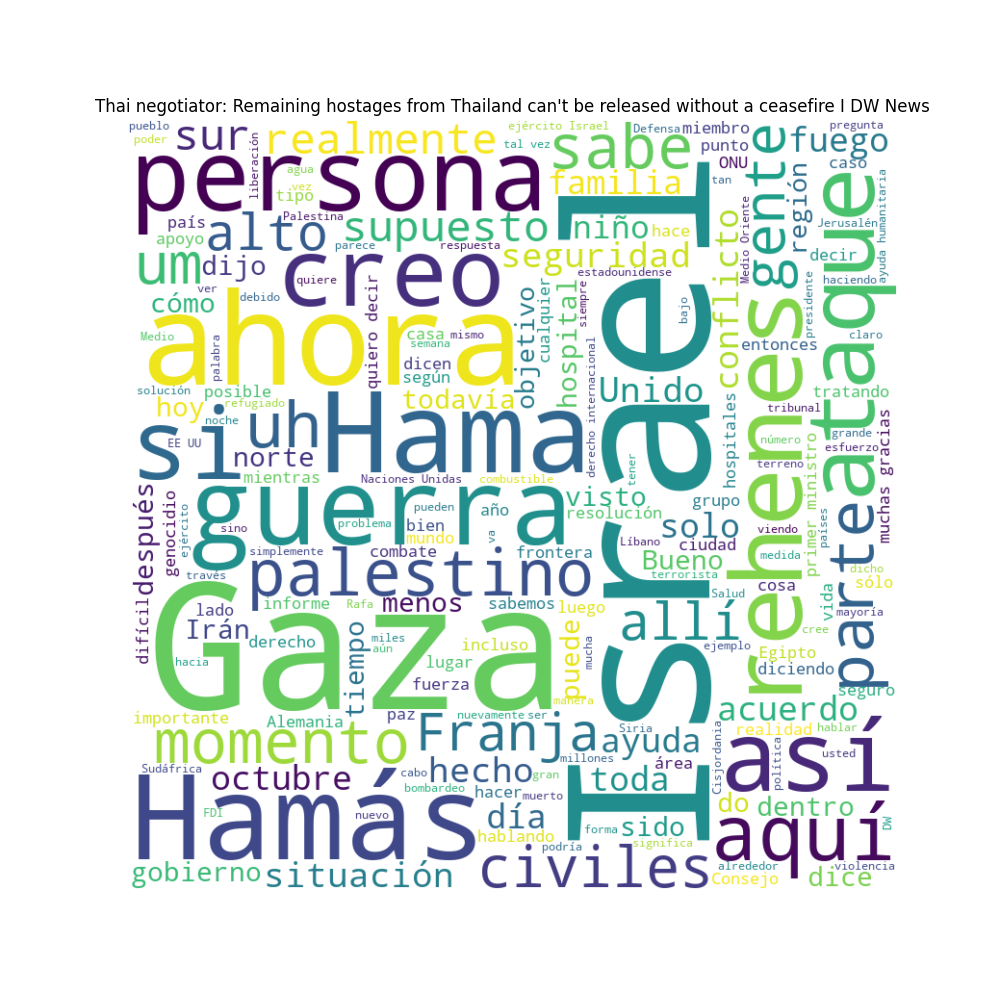 Thai negotiator: Remaining hostages from Thailand can't be released without a ceasefire I DW News
pueblo
poder
sur
liberación
realmente
ejército Israel
tal vez
sabe
Defensa
miembro
punto
ONU
pregunta
fuego
caso
persona
agua
vez
tipo
familia
tan
gente
región
ayuda humanitaria
país
apoyo
alto
Palestina
parece
supuesto
respuesta
niño
hace
Medio Oriente
Jerusalén
decir
um
dijo
ver
cómo
debido
creo
quiere
quiero decir
seguridad
estadounidense
siempre
cualquier
objetivo
hospital
bajo
Israel
conflicto
presidente
haciendo
ataque
ahora
Medio
palabra
casa
mismo
semana
dicen
según
todavía
derecho internacional
Unido
entonces
claro
solución
posible
hoy
refugiado
noche
tratando
tribunal
si
EE UU
uh
Hama
norte
mientras
hospitales
rehenes
número
grande
esfuerzo
muchas gracias
terreno
después
genocidio
ejército
guerra
Naciones Unidas
combustible
pueden
año
visto
resolución
tener
grupo
solo
primer ministro
parte
países
viendo
sino
problema
bien
mundo
va
Líbano
ciudad
simplemente
combate
frontera
Bueno
terrorista
medida
dicho
través
palestino
cosa
sólo
difícil
lado
informe
Rafa
menos
sabemos
luego
Salud
vida
mayoría
Irán
derecho
tiempo
miles
aún
incluso
puede
mucha
allí
ejemplo
cree
Egipto
diciendo
hacia
Gaza
lugar
fuerza
manera
seguro
importante
Alemania
paz
nuevamente
ser
Siria
acuerdo
realidad
hablar
momento
Franja
ayuda
Cisjordania
política
así
usted
Sudáfrica
octubre
cabo
hecho
gran
millones
área
bombardeo
hacer
muerto
toda
Hamás
FDI
nuevo
día
hablando
forma
sido
do
dentro
podría
significa
aquí
DW
gobierno
situación
civiles
alrededor
Consejo
violencia
dice